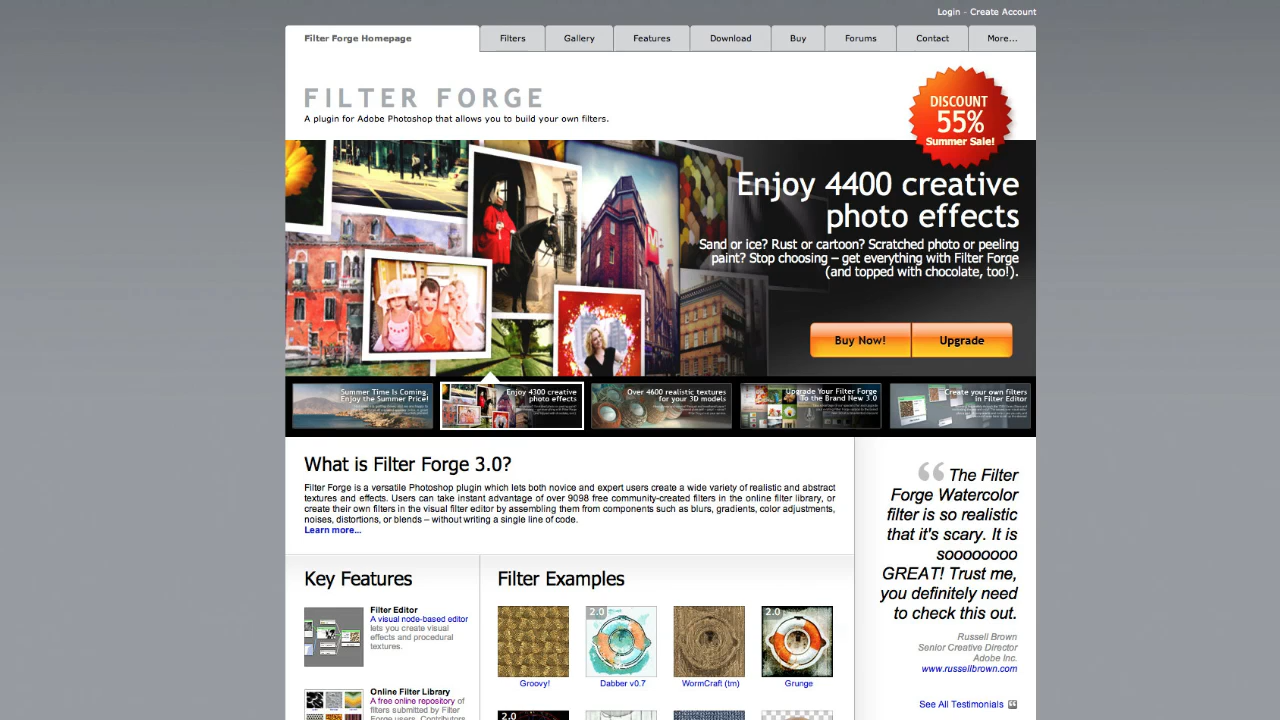 Login - Create Account
Filter Forge Homepage
Filters
Gallery
Features
Download
Buy
Forums
Contact
More...
FILTER FORGE
A plugin for Adobe Photoshop that allows you to build your own filters.
DISCOUNT
55%
Summer Sale!
Enjoy 4400 creative
photo effects
Sand or ice? Rust or cartoon? Scratched photo or peeling
paint? Stop choosing – get everything with Filter Forge
(and topped with chocolate, too!).
Buy Now!
Upgrade
Summer Time Is Coming,
Enjoy the Summer Price!
Enjoy 4300 creative
photo effects
Over 4600 realistic textures
for your 3D models
Upgrade Your Filter Forge
To the Brand New 3.0
Create your own filters
in Filter Editor
What is Filter Forge 3.0?
Filter Forge is a versatile Photoshop plugin which lets both novice and expert users create a wide variety of realistic and abstract
textures and effects. Users can take instant advantage of over 9098 free community-created filters in the online filter library, or
create their own filters in the visual filter editor by assembling them from components such as blurs, gradients, color adjustments,
noises, distortions, or blends – without writing a single line of code.
Learn more...
Key Features
Filter Editor
A visual node-based editor
lets you create visual
effects and procedural
textures.
Online Filter Library
A free online repository of
filters submitted by Filter
Forge users. Contributors
Filter Examples
2.0
2.0
Groovy!
Dabber v0.7
WormCraft (tm)
Grunge
2.0
“ The Filter
Forge Watercolor
filter is so realistic
that it's scary. It is
soooooooo
GREAT! Trust me,
you definitely need
to check this out.
Russell Brown
Senior Creative Director
Adobe Inc.
www.russellbrown.com
See All Testimonials